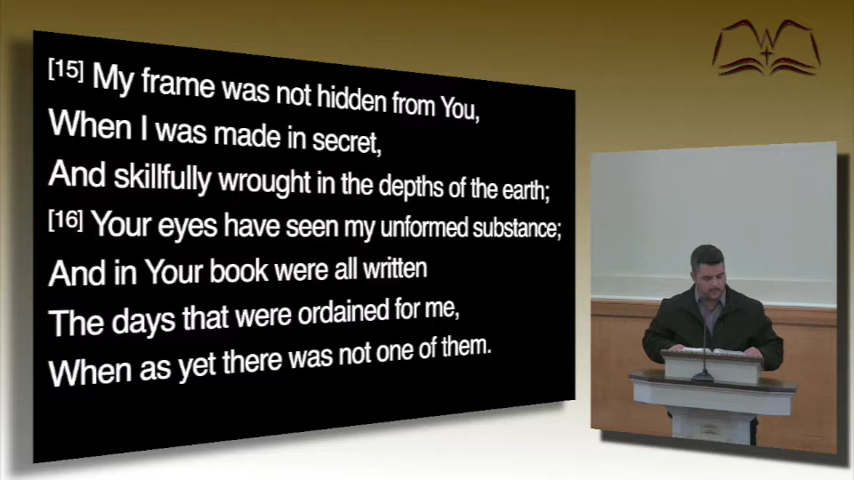 [15] My frame was not hidden from You,
When I was made in secret,
And skillfully wrought in the depths of the earth;
[16] Your eyes have seen my unformed substance;
And in Your book were all written
The days that were ordained for me,
When as yet there was not one of them.